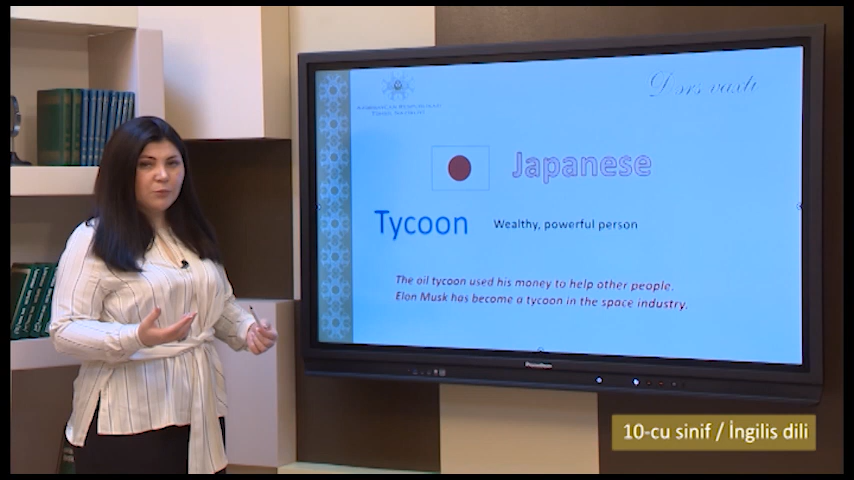 Dərs vaxtı
Japanese
Tycoon
Wealthy, powerful person
The oil tycoon used his money to help other people.
Elon Musk has become a tycoon in the space industry.
10-cu sinif / İngilis dili